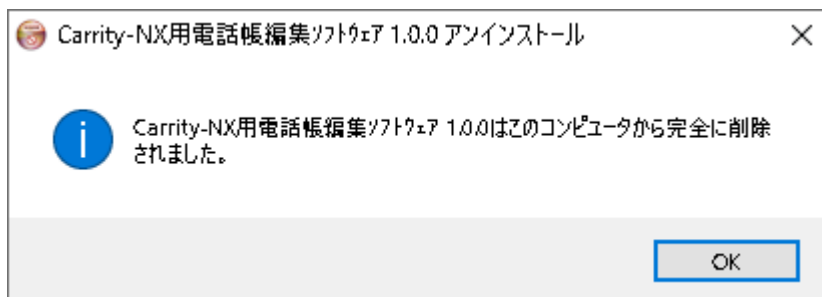 Carrity-NX用電話帳編集ｿﾌﾄｳｪｱ 1.0.0 アンインストール
Carrity-NX用電話帳編集ｿﾌﾄｳｪｱ 1.0.0はこのコンピュータから完全に削除
されました。
OK